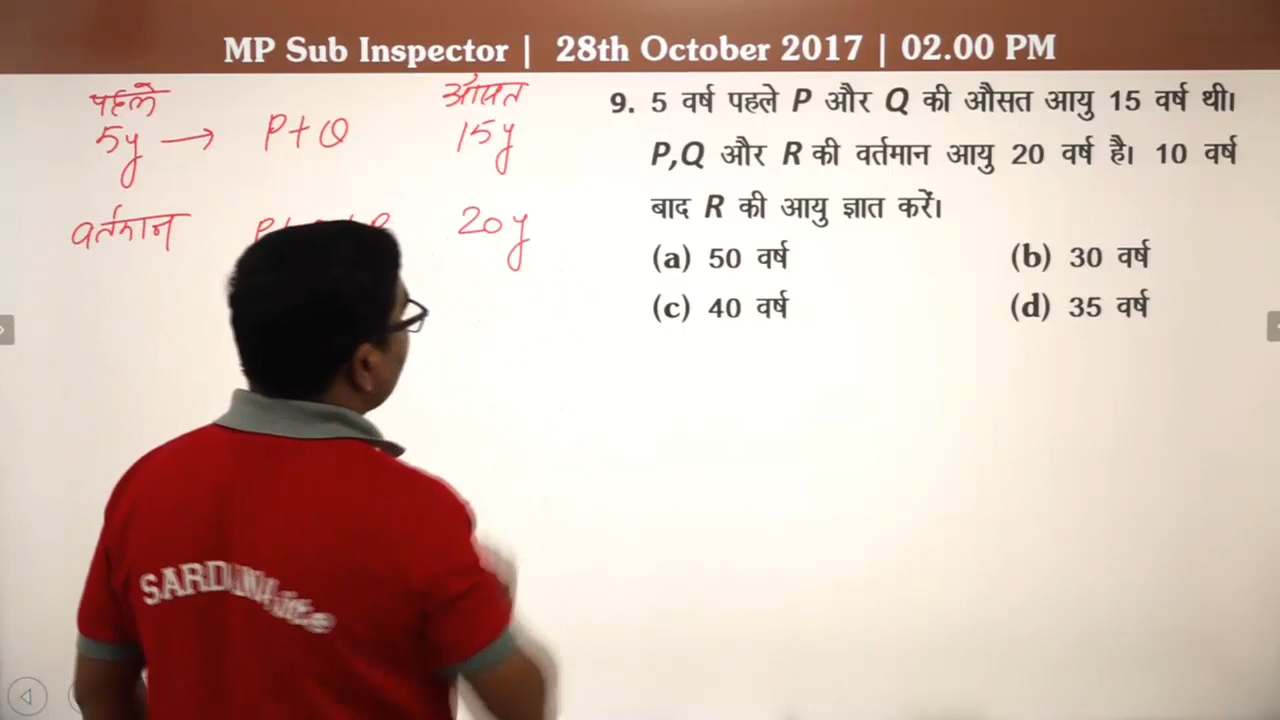 MP Sub Inspector | 28th October 2017 | 02.00 PM
पहले औसत
5y → P+Q 15y
वर्तमान 20y
9. 5 वर्ष पहले P और Q की औसत आयु 15 वर्ष थी।
P,Q और R की वर्तमान आयु 20 वर्ष है। 10 वर्ष
बाद R की आयु ज्ञात करें।
(a) 50 वर्ष (b) 30 वर्ष
(c) 40 वर्ष (d) 35 वर्ष